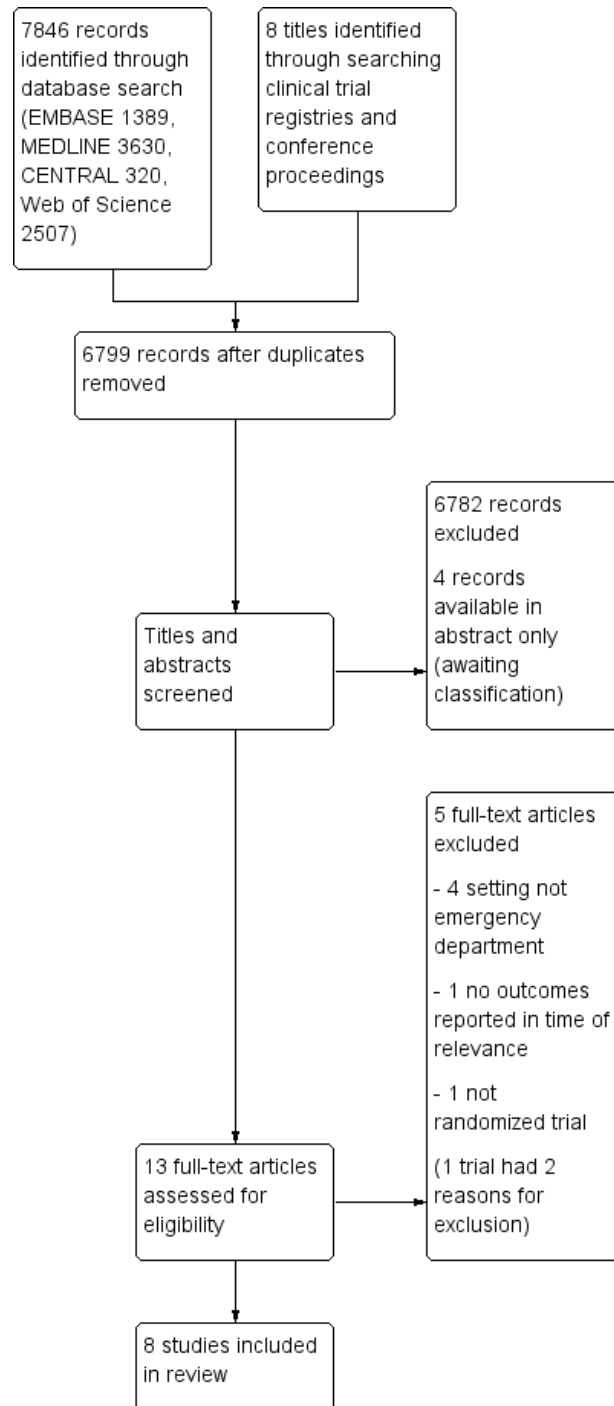 7846 records
identified through
database search
(EMBASE 1389,
MEDLINE 3630,
CENTRAL 320,
Web of Science
2507)
8 titles identified
through searching
clinical trial
registries and
conference
proceedings
6799 records after duplicates
removed
6782 records
excluded
4 records
available in
abstract only
(awaiting
classification)
Titles and
abstracts
screened
5 full-text articles
excluded
- 4 setting not
emergency
department
- 1 no outcomes
reported in time of
relevance
- 1 not
randomized trial
(1 trial had 2
reasons for
exclusion)
13 full-text articles
assessed for
eligibility
8 studies included
in review